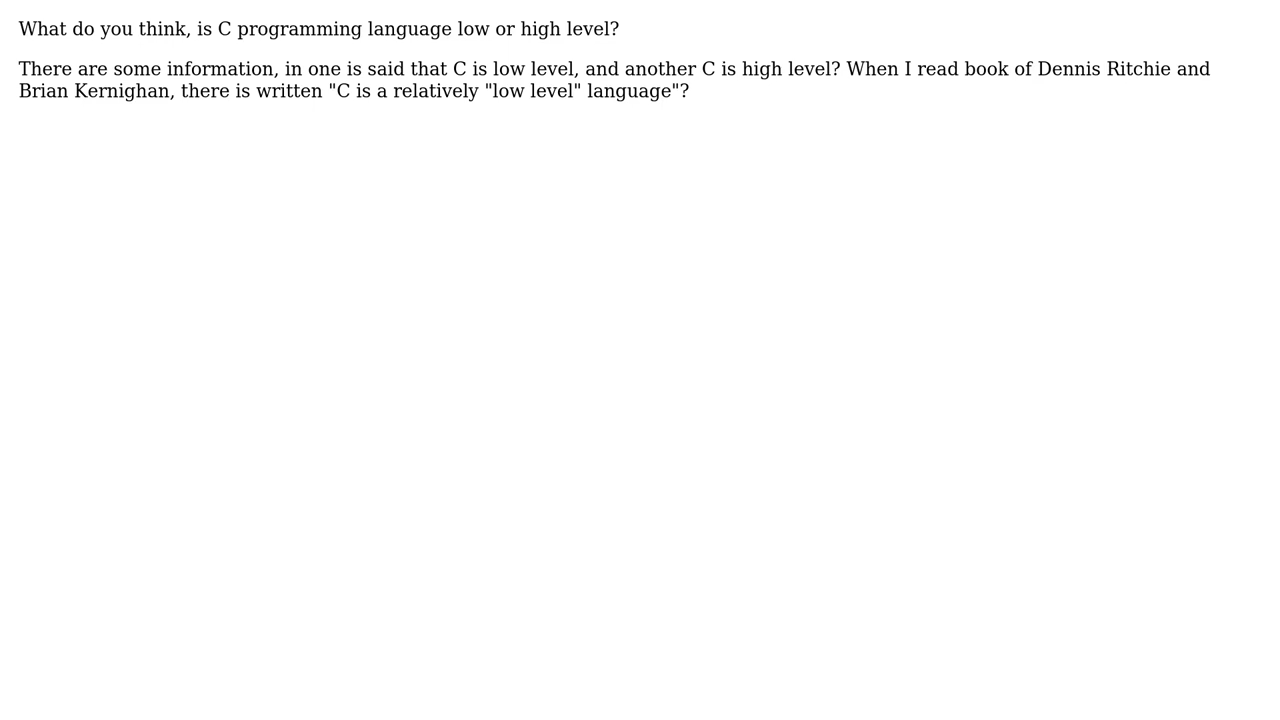 What do you think, is C programming language low or high level?
There are some information, in one is said that C is low level, and another C is high level? When I read book of Dennis Ritchie and
Brian Kernighan, there is written "C is a relatively "low level" language"?